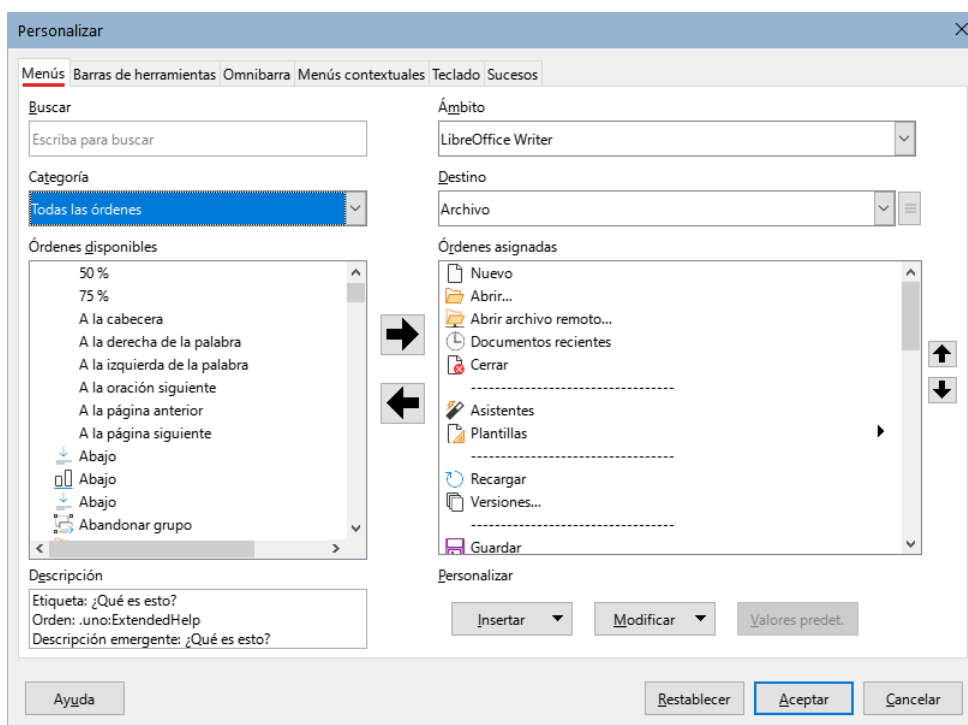 Personalizar
Menús Barras de herramientas Omnibarra Menús contextuales Teclado Sucesos
Buscar
Escriba para buscar
Categoría
Todas las órdenes
Órdenes disponibles
50 %
75 %
A la cabecera
A la derecha de la palabra
A la izquierda de la palabra
A la oración siguiente
A la página anterior
A la página siguiente
Abajo
Abajo
Abajo
Abandonar grupo
Descripción
Etiqueta: ¿Qué es esto?
Orden: .uno:ExtendedHelp
Descripción emergente: ¿Qué es esto?
Ámbito
LibreOffice Writer
Destino
Archivo
Órdenes asignadas
Nuevo
Abrir...
Abrir archivo remoto...
Documentos recientes
Cerrar
----------------------------------
Asistentes
Plantillas
----------------------------------
Recargar
Versiones...
----------------------------------
Guardar
Personalizar
Insertar Modificar Valores predet.
Ayuda Restablecer Aceptar Cancelar